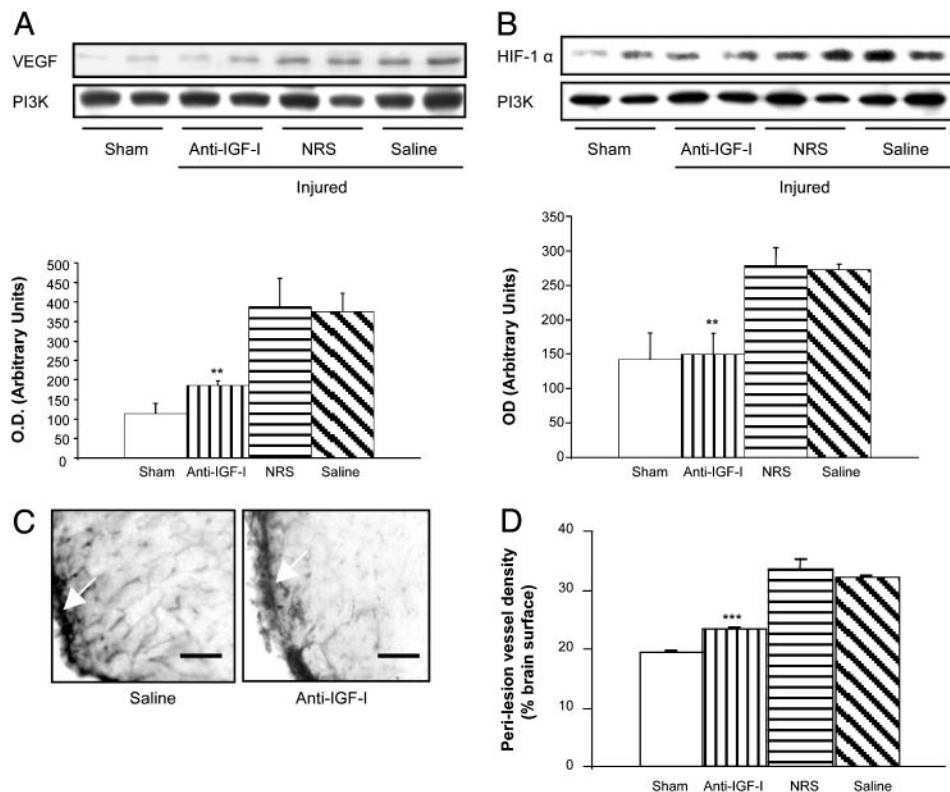 A
VEGF
PI3K
Sham Anti-IGF-I NRS Saline
Injured
O.D. (Arbitrary Units)
500
450
400
350
300
250
200
150
100
50
0
**
Sham Anti-IGF-I NRS Saline
B
HIF-1 α
PI3K
Sham Anti-IGF-I NRS Saline
Injured
OD (Arbitrary Units)
350
300
250
200
150
100
50
0
**
Sham Anti-IGF-I NRS Saline
C
Saline Anti-IGF-I
D
Peri-lesion vessel density
(% brain surface)
40
30
20
10
0
***
Sham Anti-IGF-I NRS Saline